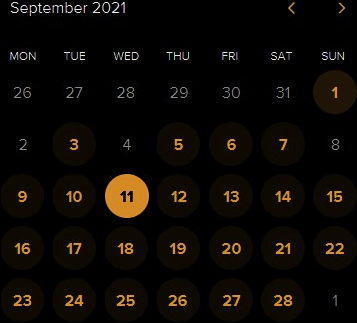 September 2021
MON TUE WED THU FRI SAT SUN
26 27 28 29 30 31 1
2 3 4 5 6 7 8
9 10 11 12 13 14 15
16 17 18 19 20 21 22
23 24 25 26 27 28 1